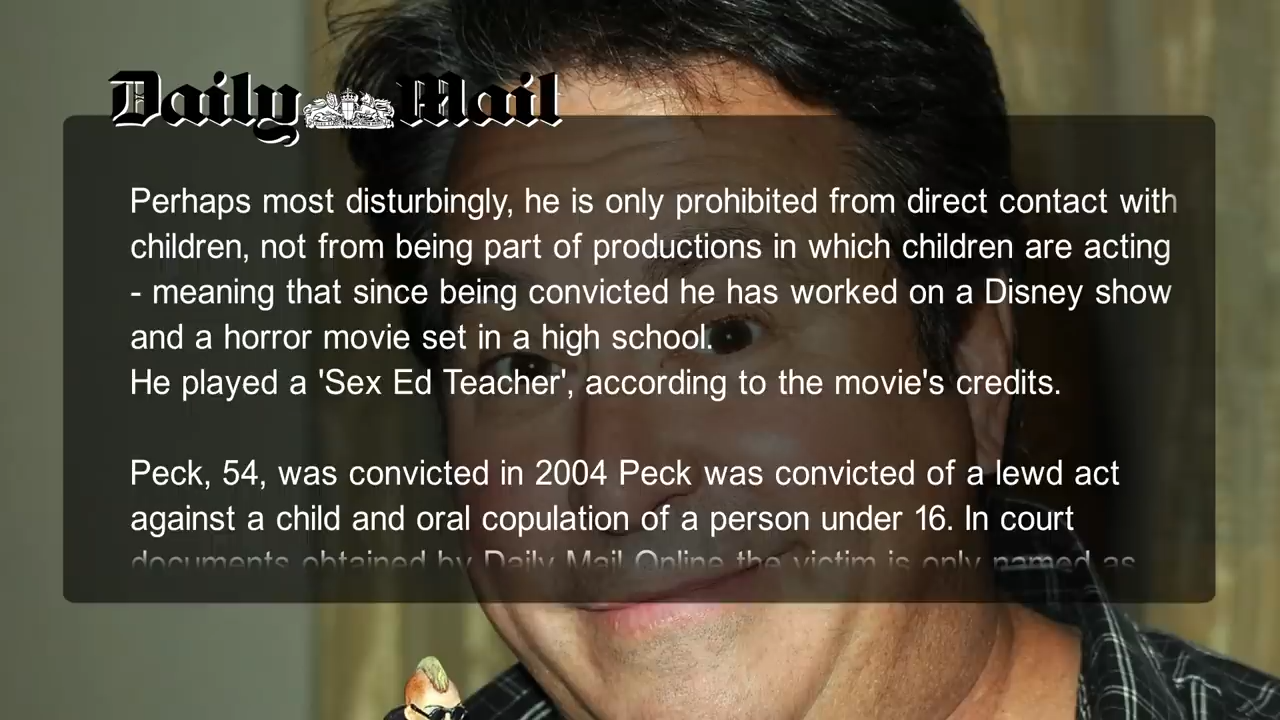 Daily Mail
Perhaps most disturbingly, he is only prohibited from direct contact with
children, not from being part of productions in which children are acting
- meaning that since being convicted he has worked on a Disney show
and a horror movie set in a high school.
He played a 'Sex Ed Teacher', according to the movie's credits.
Peck, 54, was convicted in 2004 Peck was convicted of a lewd act
against a child and oral copulation of a person under 16. In court
documents obtained by Daily Mail Online the victim is only named as